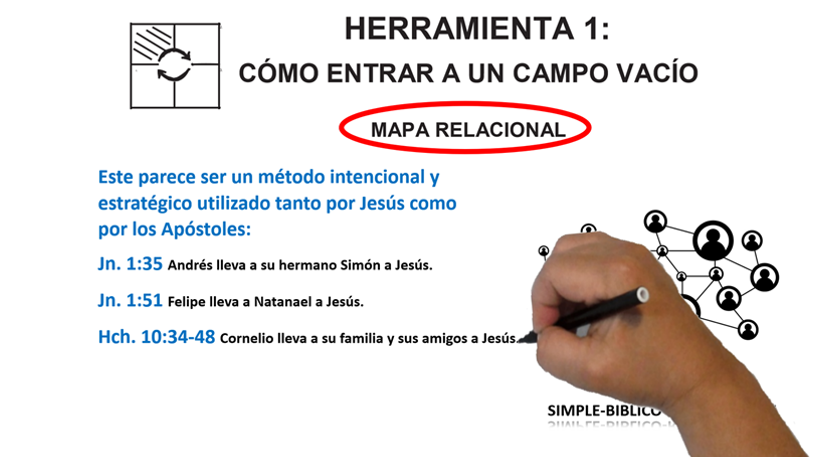 HERRAMIENTA 1:
CÓMO ENTRAR A UN CAMPO VACÍO
MAPA RELACIONAL
Este parece ser un método intencional y
estratégico utilizado tanto por Jesús como
por los Apóstoles:
Jn. 1:35 Andrés lleva a su hermano Simón a Jesús.
Jn. 1:51 Felipe lleva a Natanael a Jesús.
Hch. 10:34-48 Cornelio lleva a su familia y sus amigos a Jesús.
SIMPLE-BIBLICO